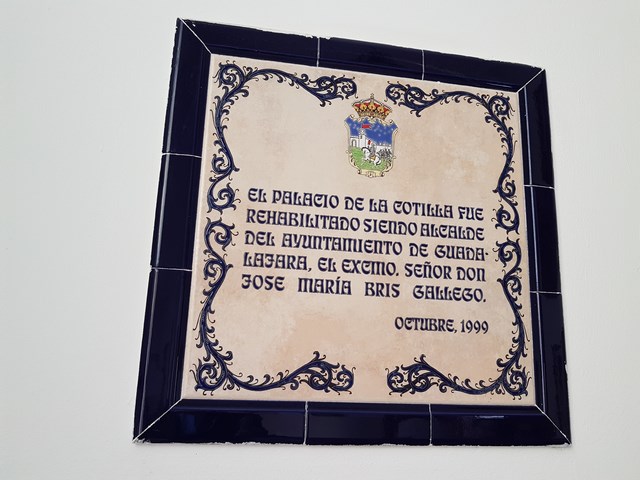 EL PALACIO DE LA COTILLA FUE
REHABILITADO SIENDO ALCALDE
DEL AYUNTAMIENTO DE GUADA-
LAJARA, EL EXCMO. SEÑOR DON
JOSE MARÍA BRIS GALLEGO.
OCTUBRE, 1999